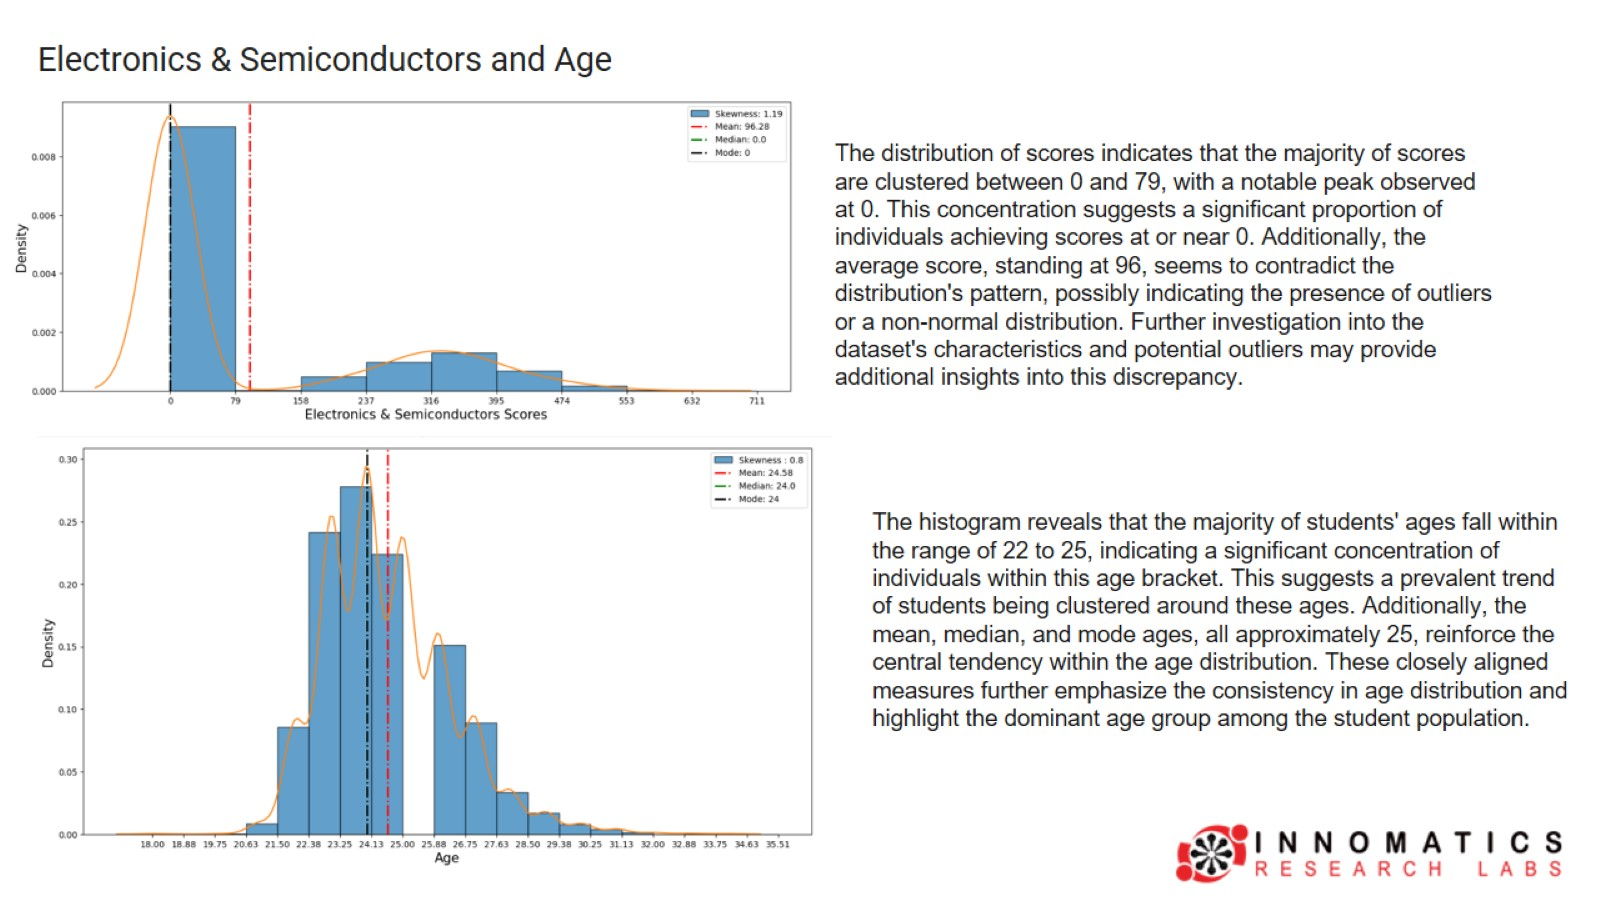 Electronics & Semiconductors and Age
Skewness: 1.19
Mean: 96.28
Median: 0.0
Mode: 0
Density
0.008
0.006
0.004
0.002
0.000
0 79 158 237 316 395 474 553 632 711
Electronics & Semiconductors Scores
The distribution of scores indicates that the majority of scores
are clustered between 0 and 79, with a notable peak observed
at 0. This concentration suggests a significant proportion of
individuals achieving scores at or near 0. Additionally, the
average score, standing at 96, seems to contradict the
distribution's pattern, possibly indicating the presence of outliers
or a non-normal distribution. Further investigation into the
dataset's characteristics and potential outliers may provide
additional insights into this discrepancy.
Skewness : 0.8
Mean: 24.58
Median: 24.0
Mode: 24
Density
0.30
0.25
0.20
0.15
0.10
0.05
0.00
18.00 18.88 19.75 20.63 21.50 22.38 23.25 24.13 25.00 25.88 26.75 27.63 28.50 29.38 30.25 31.13 32.00 32.88 33.75 34.63 35.51
Age
The histogram reveals that the majority of students' ages fall within
the range of 22 to 25, indicating a significant concentration of
individuals within this age bracket. This suggests a prevalent trend
of students being clustered around these ages. Additionally, the
mean, median, and mode ages, all approximately 25, reinforce the
central tendency within the age distribution. These closely aligned
measures further emphasize the consistency in age distribution and
highlight the dominant age group among the student population.
INNOMATICS
RESEARCH LABS